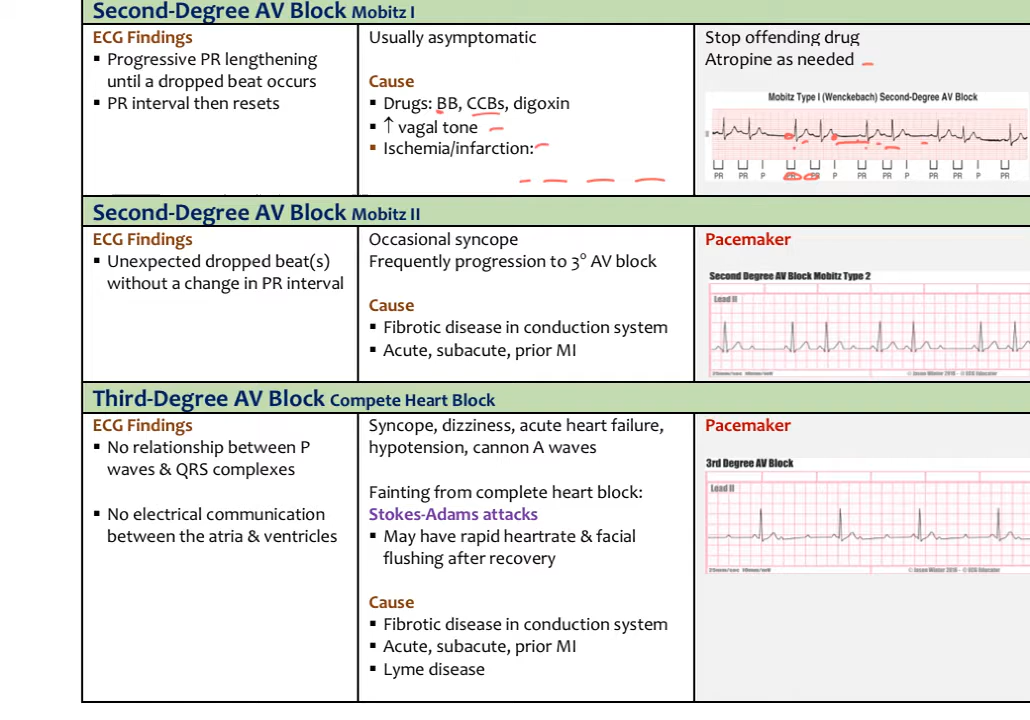 Second-Degree AV Block Mobitz I
ECG Findings
▪ Progressive PR lengthening
until a dropped beat occurs
▪ PR interval then resets
Usually asymptomatic
Cause
▪ Drugs: BB, CCBs, digoxin
▪ ↑ vagal tone
▪ Ischemia/infarction:
Stop offending drug
Atropine as needed
Mobitz Type I (Wenckebach) Second-Degree AV Block
II
PR PR P PR PR P PR PR P PR PR P PR
Second-Degree AV Block Mobitz II
ECG Findings
▪ Unexpected dropped beat(s)
without a change in PR interval
Occasional syncope
Frequently progression to 3° AV block
Cause
▪ Fibrotic disease in conduction system
▪ Acute, subacute, prior MI
Pacemaker
Second Degree AV Block Mobitz Type 2
Lead II
Third-Degree AV Block Compete Heart Block
ECG Findings
▪ No relationship between P
waves & QRS complexes
▪ No electrical communication
between the atria & ventricles
Syncope, dizziness, acute heart failure,
hypotension, cannon A waves
Fainting from complete heart block:
Stokes-Adams attacks
▪ May have rapid heartrate & facial
flushing after recovery
Cause
▪ Fibrotic disease in conduction system
▪ Acute, subacute, prior MI
▪ Lyme disease
Pacemaker
3rd Degree AV Block
Lead II